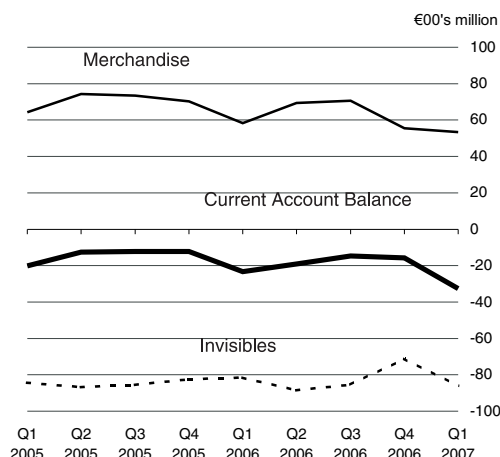 €00's million
100
Merchandise
80
60
40
20
Current Account Balance
0
-20
-40
-60
Invisibles
-80
-100
Q1 Q2 Q3 Q4 Q1 Q2 Q3 Q4 Q1
2005 2005 2005 2005 2006 2006 2006 2006 2007